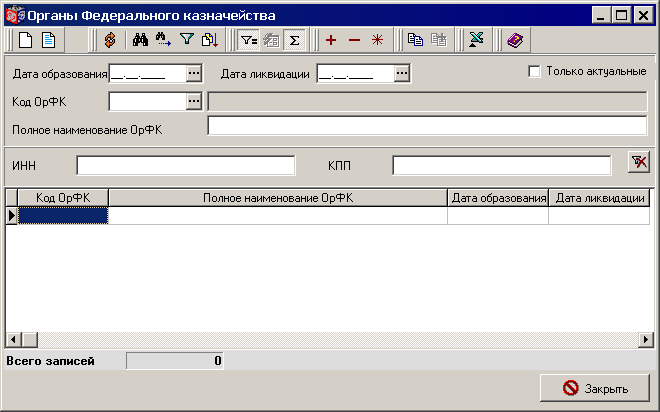 Органы Федерального казначейства
Дата образования __.__.____ ... Дата ликвидации __.__.____ ... Только актуальные
Код ОрФК ...
Полное наименование ОрФК
ИНН КПП
Код ОрФК Полное наименование ОрФК Дата образования Дата ликвидации
Всего записей 0
Закрыть